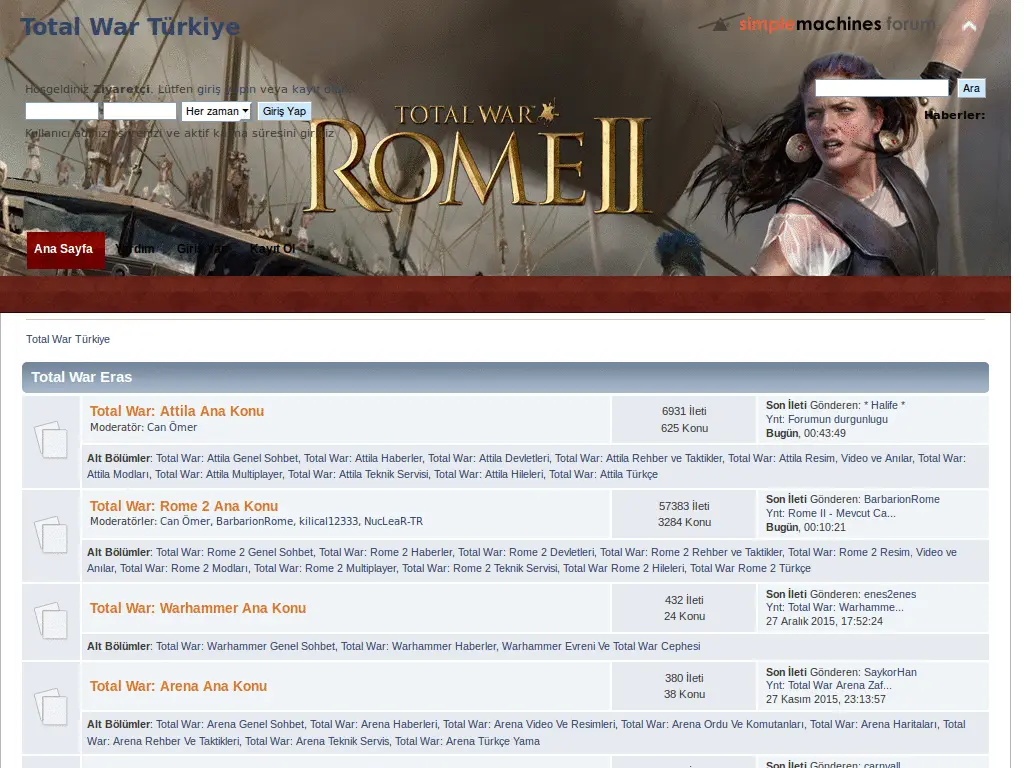 Total War Türkiye
simplemachines forum
Hoşgeldiniz Ziyaretçi. Lütfen giriş yapın veya kayıt olun.
Her zaman
Giriş Yap
Ara
Haberler:
Kullanıcı adınızı, şifrenizi ve aktif kalma süresini giriniz
TOTAL WAR
ROME II
Ana Sayfa
Yardım
Giriş Yap
Kayıt Ol
Total War Türkiye
Total War Eras
Total War: Attila Ana Konu
Moderatör: Can Ömer
6931 İleti
625 Konu
Son İleti Gönderen: * Halife *
Ynt: Forumun durgunlugu
Bugün, 00:43:49
Alt Bölümler: Total War: Attila Genel Sohbet, Total War: Attila Haberler, Total War: Attila Devletleri, Total War: Attila Rehber ve Taktikler, Total War: Attila Resim, Video ve Anılar, Total War:
Attila Modları, Total War: Attila Multiplayer, Total War: Attila Teknik Servisi, Total War: Attila Hileleri, Total War: Attila Türkçe
Total War: Rome 2 Ana Konu
Moderatörler: Can Ömer, BarbarionRome, kilical12333, NucLeaR-TR
57383 İleti
3284 Konu
Son İleti Gönderen: BarbarionRome
Ynt: Rome II - Mevcut Ca...
Bugün, 00:10:21
Alt Bölümler: Total War: Rome 2 Genel Sohbet, Total War: Rome 2 Haberler, Total War: Rome 2 Devletleri, Total War: Rome 2 Rehber ve Taktikler, Total War: Rome 2 Resim, Video ve
Anılar, Total War: Rome 2 Modları, Total War: Rome 2 Multiplayer, Total War: Rome 2 Teknik Servisi, Total War Rome 2 Hileleri, Total War Rome 2 Türkçe
Total War: Warhammer Ana Konu
432 İleti
24 Konu
Son İleti Gönderen: enes2enes
Ynt: Total War: Warhamme...
27 Aralık 2015, 17:52:24
Alt Bölümler: Total War: Warhammer Genel Sohbet, Total War: Warhammer Haberler, Warhammer Evreni Ve Total War Cephesi
Total War: Arena Ana Konu
380 İleti
38 Konu
Son İleti Gönderen: SaykorHan
Ynt: Total War Arena Zaf...
27 Kasım 2015, 23:13:57
Alt Bölümler: Total War: Arena Genel Sohbet, Total War: Arena Haberleri, Total War: Arena Video Ve Resimleri, Total War: Arena Ordu Ve Komutanları, Total War: Arena Haritaları, Total
War: Arena Rehber Ve Taktikleri, Total War: Arena Teknik Servis, Total War: Arena Türkçe Yama
Son İleti Gönderen: carnyall